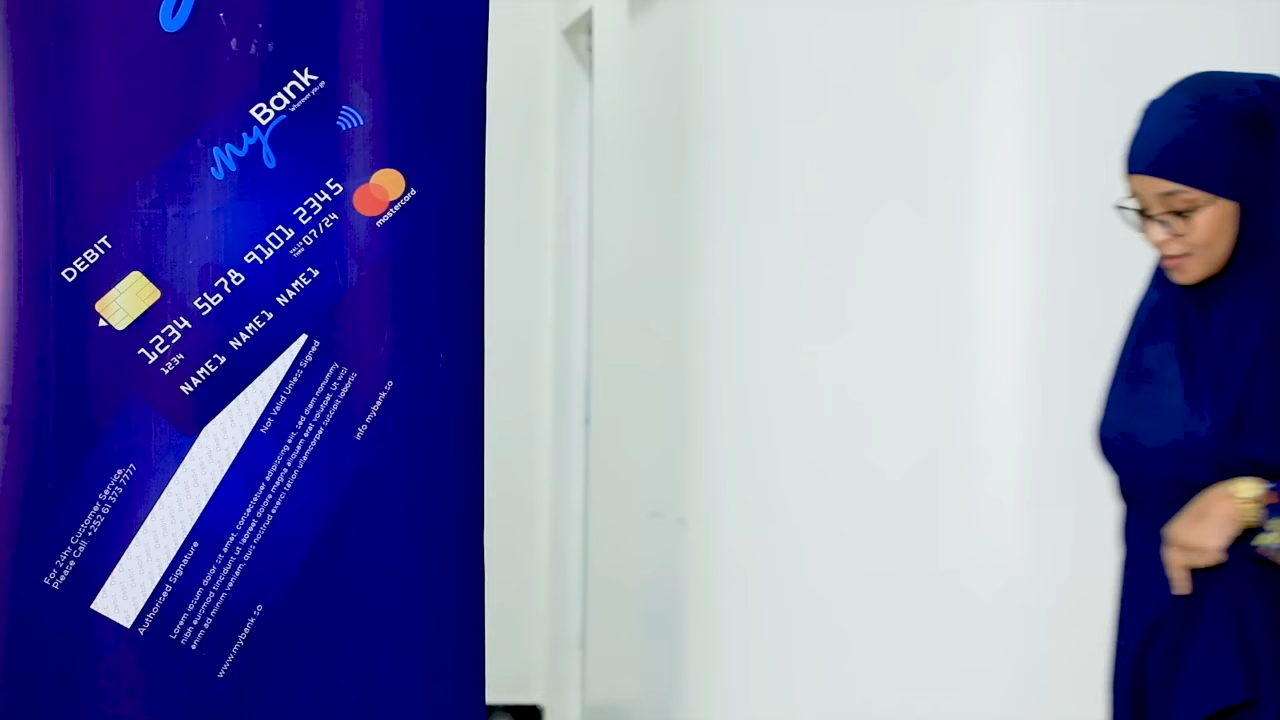 my Bank
Wherever you go
DEBIT
mastercard
1234 5678 9101 2345
1234
VALID THRU 07/24
NAME1 NAME1 NAME1
Not Valid Unless Signed
Authorised Signature
For 24hr Customer Service,
Please Call: +252 61 373 7777
Lorem ipsum dolor sit amet, consectetuer adipiscing elit, sed diam nonummy
nibh euismod tincidunt ut laoreet dolore magna aliquam erat volutpat. Ut wisi
enim ad minim veniam, quis nostrud exerci tation ullamcorper suscipit lobortis
www.mybank.so
info mybank.so